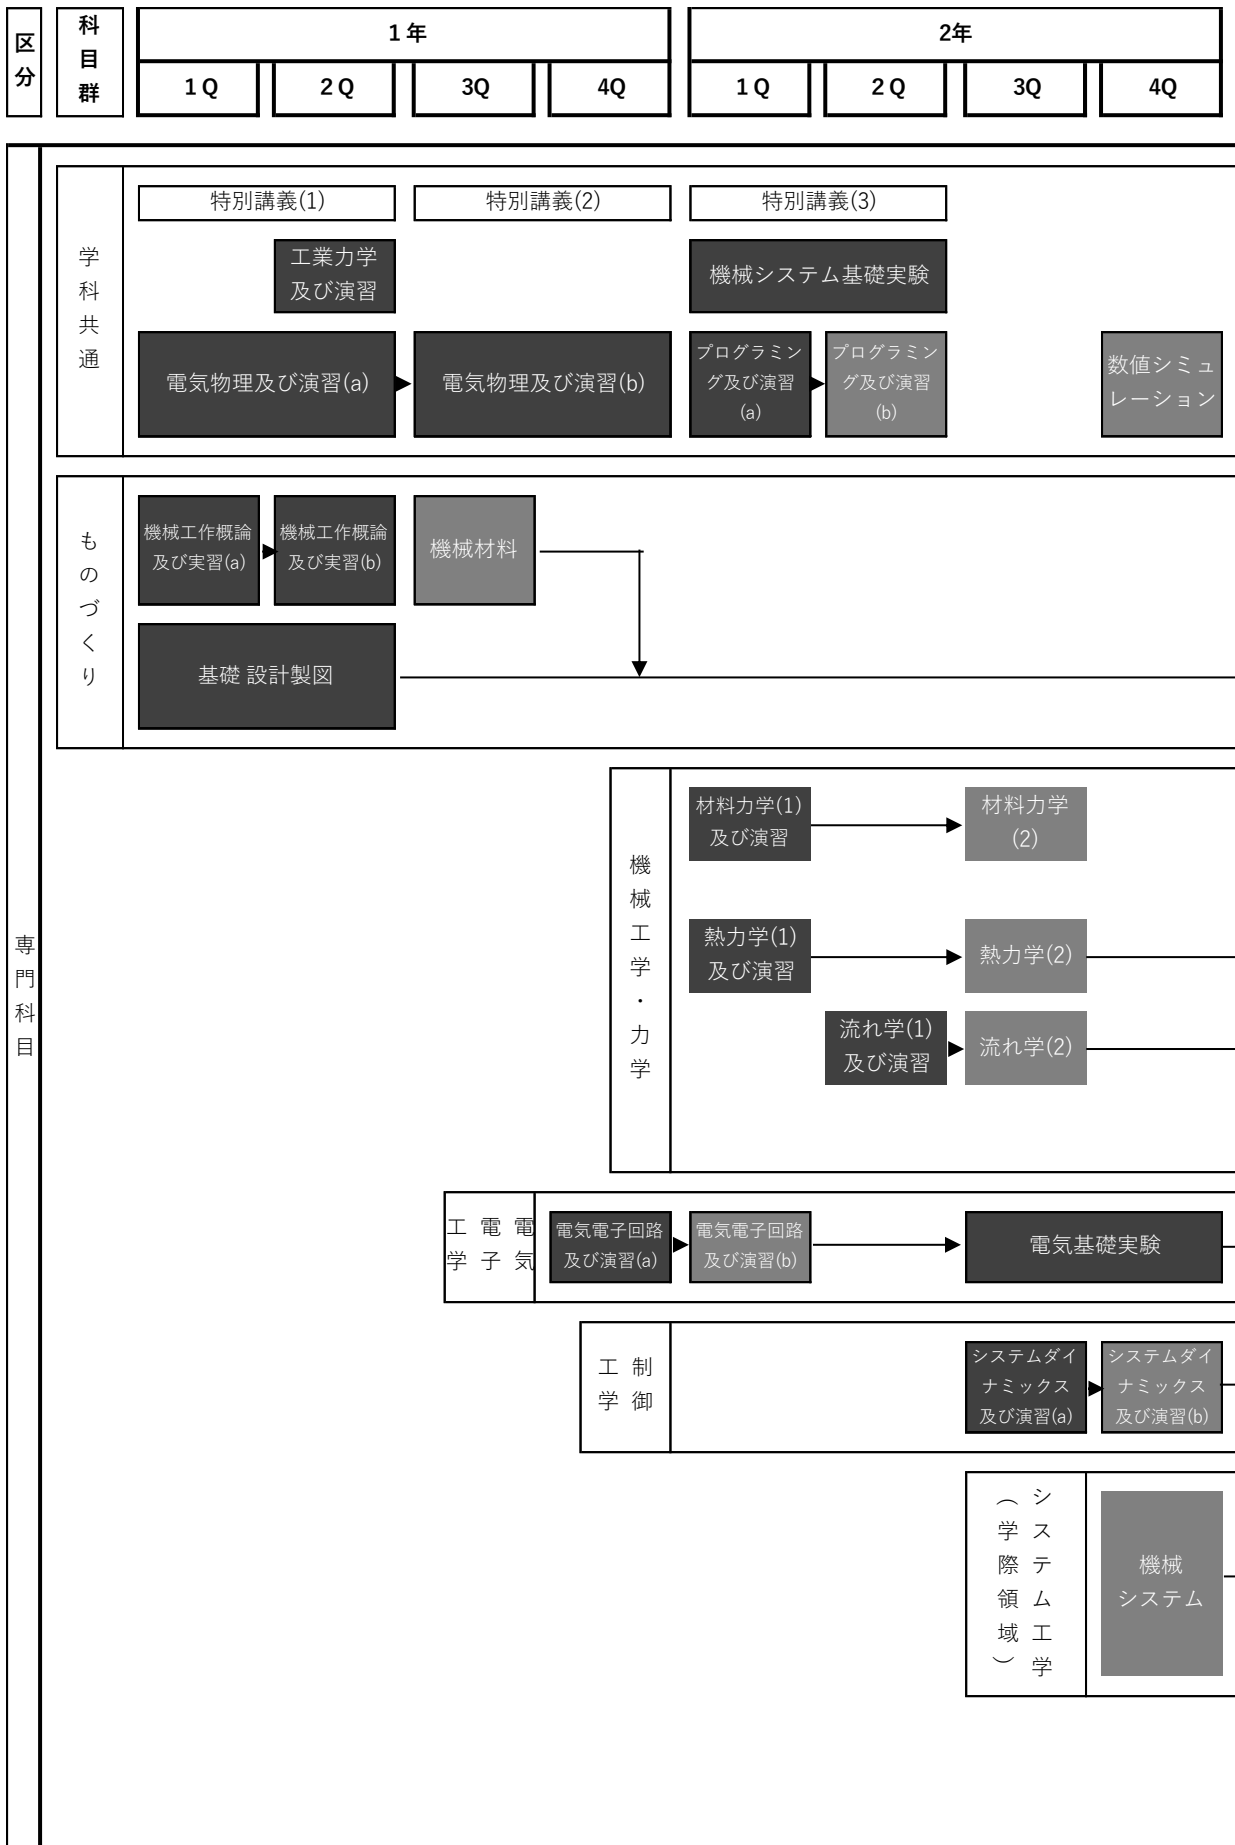 区分
科目群
1 年
2年
1 Q
2 Q
3Q
4Q
1 Q
2 Q
3Q
4Q
専門科目
学科共通
特別講義(1)
特別講義(2)
特別講義(3)
工業力学
及び演習
機械システム基礎実験
電気物理及び演習(a)
電気物理及び演習(b)
プログラミン
グ及び演習
(a)
プログラミン
グ及び演習
(b)
数値シミュ
レーション
ものづくり
機械工作概論
及び実習(a)
機械工作概論
及び実習(b)
機械材料
基礎 設計製図
機械工学・力学
材料力学(1)
及び演習
材料力学
(2)
熱力学(1)
及び演習
熱力学(2)
流れ学(1)
及び演習
流れ学(2)
電気
電子
工学
電気電子回路
及び演習(a)
電気電子回路
及び演習(b)
電気基礎実験
制御
工学
システムダイ
ナミックス
及び演習(a)
システムダイ
ナミックス
及び演習(b)
システム工学
(学際領域)
機械
システム